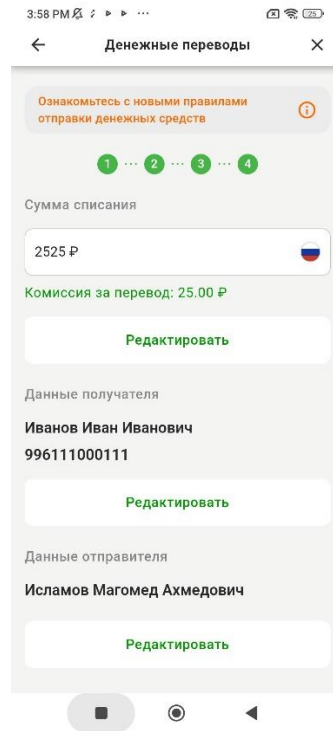 3:58 PM
25
Денежные переводы
Ознакомьтесь с новыми правилами
отправки денежных средств
1 ··· 2 ··· 3 ··· 4
Сумма списания
2525 ₽
Комиссия за перевод: 25.00 ₽
Редактировать
Данные получателя
Иванов Иван Иванович
996111000111
Редактировать
Данные отправителя
Исламов Магомед Ахмедович
Редактировать